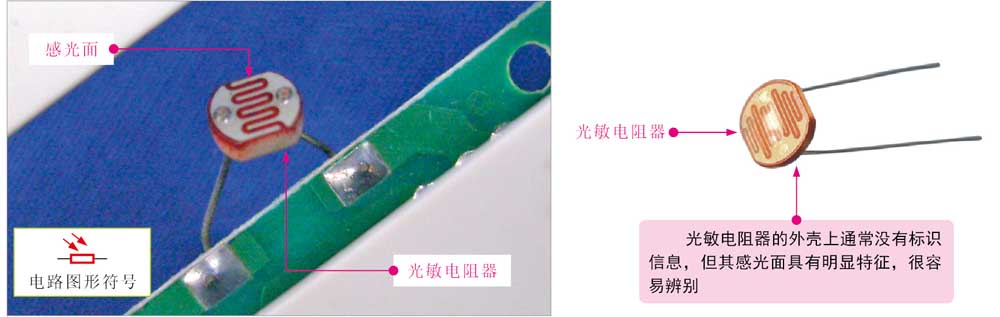 感光面
光敏电阻器
电路图形符号
光敏电阻器
光敏电阻器的外壳上通常没有标识
信息，但其感光面具有明显特征，很容
易辨别